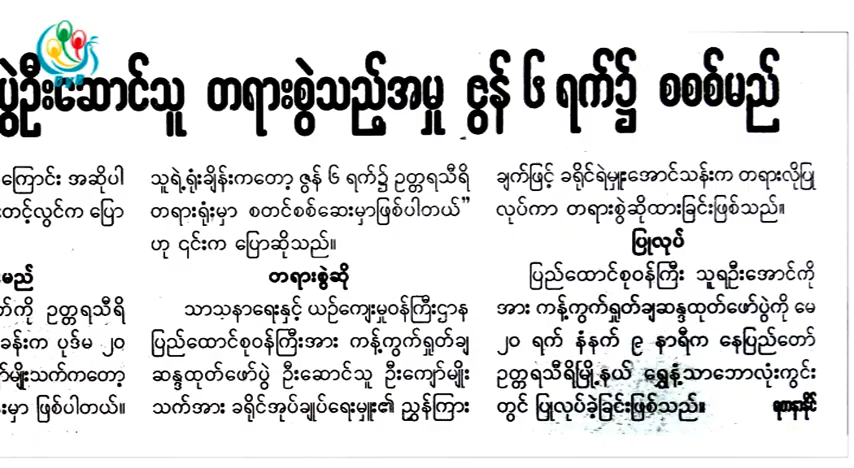 ပွဲဦးဆောင်သူ တရားစွဲသည့်အမှု ဇွန် ၆ ရက်၌ စစစ်မည်
ကြောင်း အဆိုပါ
တင့်လွင်က ပြော
မည်
ဥတ္တရသီရိ
ခန်းက ပုဒ်မ ၂၀
မျိုးသက်ကတော့
မှာ ဖြစ်ပါတယ်။
သူရဲ့ရုံးချိန်းကတော့ ဇွန် ၆ ရက်၌ ဥတ္တရသီရိ
တရားရုံးမှာ စတင်စစ်ဆေးမှာဖြစ်ပါတယ်”
ဟု ၎င်းက ပြောဆိုသည်။
တရားစွဲဆို
သာသနာရေးနှင့် ယဉ်ကျေးမှုဝန်ကြီးဌာန
ပြည်ထောင်စုဝန်ကြီးအား ကန့်ကွက်ရှုတ်ချ
ဆန္ဒထုတ်ဖော်ပွဲ ဦးဆောင်သူ ဦးကျော်မျိုး
သက်အား ခရိုင်အုပ်ချုပ်ရေးမှူး၏ ညွှန်ကြား
ချက်ဖြင့် ခရိုင်ရဲမှူးအောင်သန်းက တရားလိုပြု
လုပ်ကာ တရားစွဲဆိုထားခြင်းဖြစ်သည်။
ပြုလုပ်
ပြည်ထောင်စုဝန်ကြီး သူရဦးအောင်ကို
အား ကန့်ကွက်ရှုတ်ချဆန္ဒထုတ်ဖော်ပွဲကို မေ
၂၀ ရက် နံနက် ၉ နာရီက နေပြည်တော်
ဥတ္တရသီရိမြို့နယ် ရွှေနံ့သာဘောလုံးကွင်း
တွင် ပြုလုပ်ခဲ့ခြင်းဖြစ်သည်။